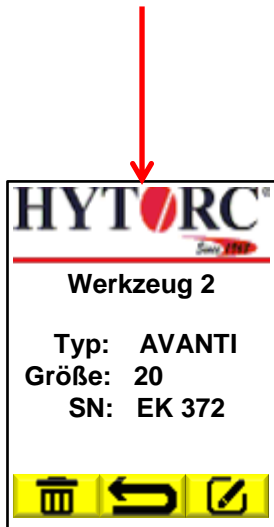 HYTORC®
Since 1968
Werkzeug 2
Typ: AVANTI
Größe: 20
SN: EK 372